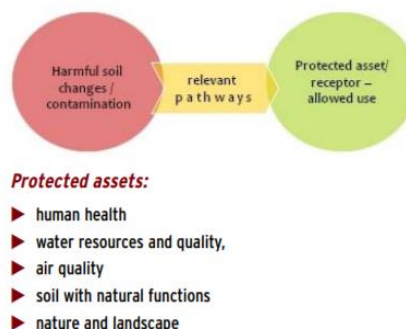 Harmful soil
changes /
contamination
relevant
pathways
Protected asset/
receptor –
allowed use
Protected assets:
▶ human health
▶ water resources and quality,
▶ air quality
▶ soil with natural functions
▶ nature and landscape